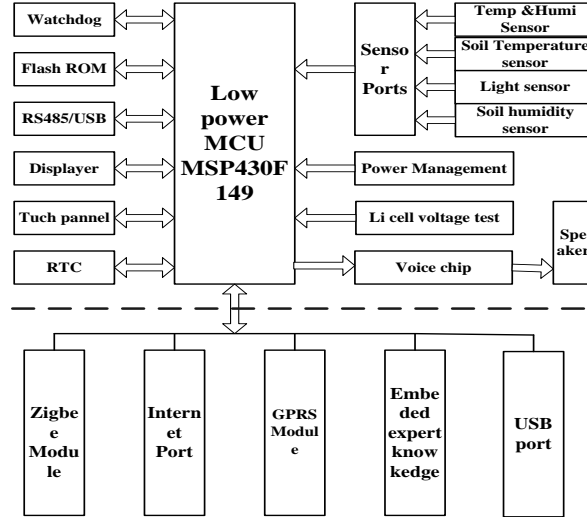 Watchdog
Flash ROM
RS485/USB
Displayer
Tuch pannel
RTC
Low
power
MCU
MSP430F
149
Senso
r
Ports
Temp &Humi
Sensor
Soil Temperature
sensor
Light sensor
Soil humidity
sensor
Power Management
Li cell voltage test
Voice chip
Spe
aker
Zigbe
e
Modu
le
Intern
et
Port
GPRS
Modul
e
Embe
ded
expert
know
kedge
USB
port